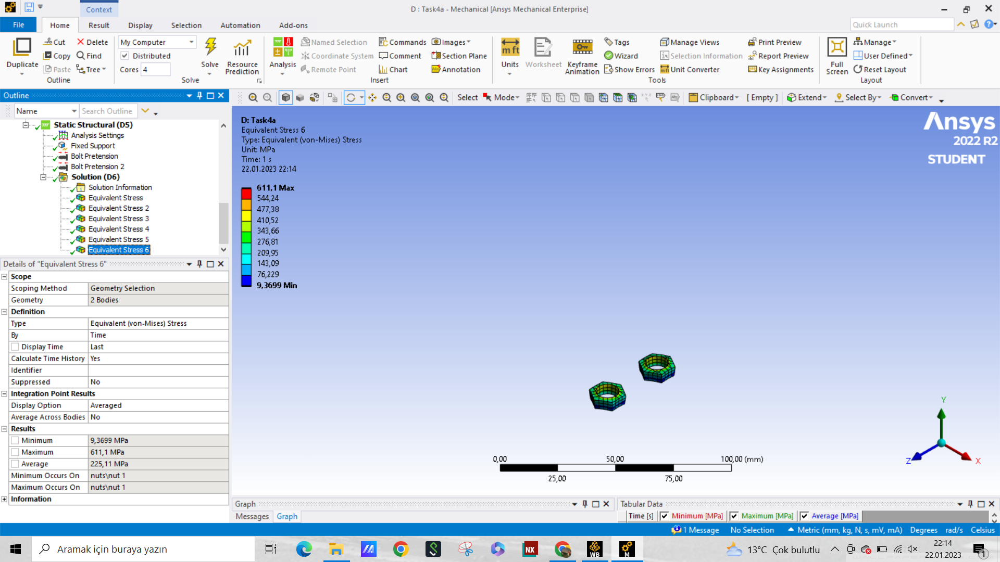 Context
D : Task4a - Mechanical [Ansys Mechanical Enterprise]
File
Home
Result
Display
Selection
Automation
Add-ons
Quick Launch
Duplicate
Cut
Copy
Paste
Delete
Find
Tree
Outline
My Computer
Distributed
Cores 4
Solve
Resource Prediction
Solve
Analysis
Named Selection
Coordinate System
Remote Point
Commands
Comment
Chart
Images
Section Plane
Annotation
Insert
Units
Worksheet
Keyframe Animation
Tags
Wizard
Show Errors
Manage Views
Selection Information
Unit Converter
Print Preview
Report Preview
Key Assignments
Tools
Full Screen
Manage
User Defined
Reset Layout
Layout
Outline
Name
Search Outline
Select
Mode
Clipboard
[ Empty ]
Extend
Select By
Convert
Static Structural (D5)
Analysis Settings
Fixed Support
Bolt Pretension
Bolt Pretension 2
Solution (D6)
Solution Information
Equivalent Stress
Equivalent Stress 2
Equivalent Stress 3
Equivalent Stress 4
Equivalent Stress 5
Equivalent Stress 6
Details of "Equivalent Stress 6"
Scope
Scoping Method Geometry Selection
Geometry 2 Bodies
Definition
Type Equivalent (von-Mises) Stress
By Time
Display Time Last
Calculate Time History Yes
Identifier
Suppressed No
Integration Point Results
Display Option Averaged
Average Across Bodies No
Results
Minimum 9,3699 MPa
Maximum 611,1 MPa
Average 225,11 MPa
Minimum Occurs On nuts\nut 1
Maximum Occurs On nuts\nut 1
Information
D: Task4a
Equivalent Stress 6
Type: Equivalent (von-Mises) Stress
Unit: MPa
Time: 1 s
22.01.2023 22:14
611,1 Max
544,24
477,38
410,52
343,66
276,81
209,95
143,09
76,229
9,3699 Min
Ansys
2022 R2
STUDENT
Y
Z
X
0,00
50,00
100,00 (mm)
25,00
75,00
Graph
Messages
Graph
Tabular Data
Time [s]
Minimum [MPa]
Maximum [MPa]
Average [MPa]
1 Message
No Selection
Metric (mm, kg, N, s, mV, mA)
Degrees
rad/s
Celsius
Aramak için buraya yazın
NX
WB
M
13°C Çok bulutlu
22:14
22.01.2023
1